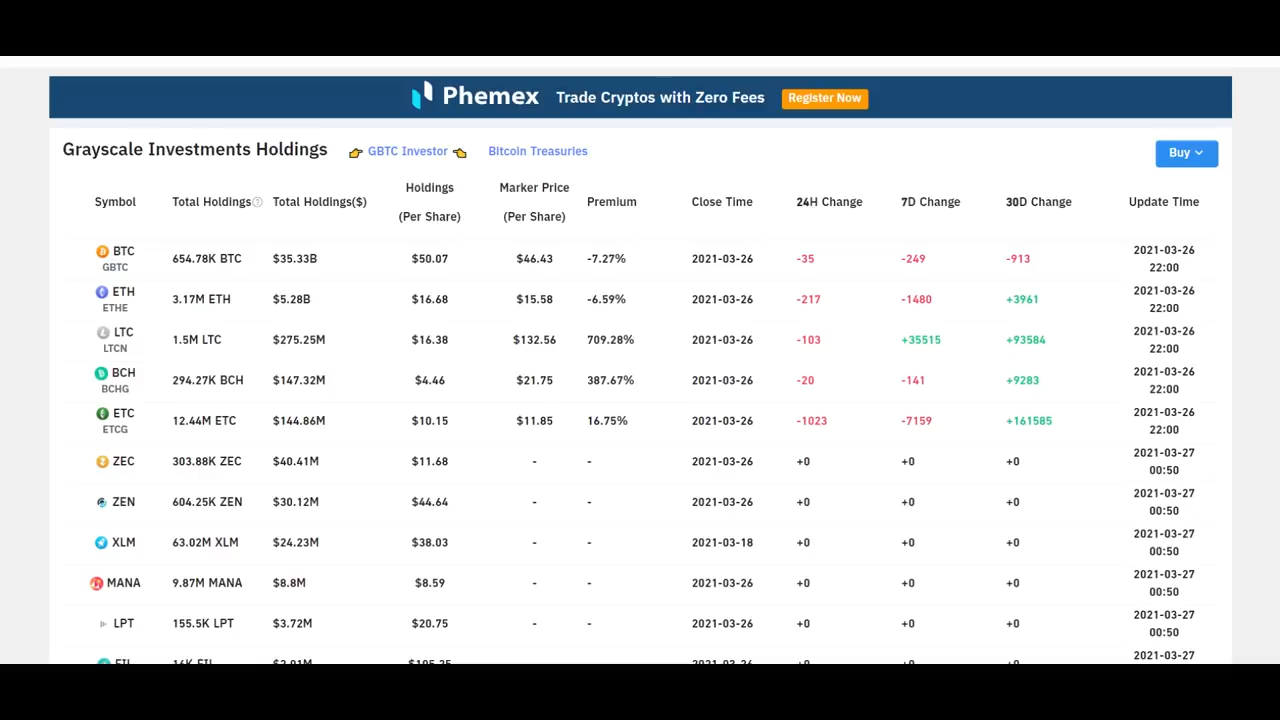 Phemex Trade Cryptos with Zero Fees Register Now
Grayscale Investments Holdings GBTC Investor Bitcoin Treasuries Buy
Symbol Total Holdings Total Holdings($) Holdings (Per Share) Marker Price (Per Share) Premium Close Time 24H Change 7D Change 30D Change Update Time
BTC GBTC 654.78K BTC $35.33B $50.07 $46.43 -7.27% 2021-03-26 -35 -249 -913 2021-03-26 22:00
ETH ETHE 3.17M ETH $5.28B $16.68 $15.58 -6.59% 2021-03-26 -217 -1480 +3961 2021-03-26 22:00
LTC LTCN 1.5M LTC $275.25M $16.38 $132.56 709.28% 2021-03-26 -103 +35515 +93584 2021-03-26 22:00
BCH BCHG 294.27K BCH $147.32M $4.46 $21.75 387.67% 2021-03-26 -20 -141 +9283 2021-03-26 22:00
ETC ETCG 12.44M ETC $144.86M $10.15 $11.85 16.75% 2021-03-26 -1023 -7159 +161585 2021-03-26 22:00
ZEC 303.88K ZEC $40.41M $11.68 - - 2021-03-26 +0 +0 +0 2021-03-27 00:50
ZEN 604.25K ZEN $30.12M $44.64 - - 2021-03-26 +0 +0 +0 2021-03-27 00:50
XLM 63.02M XLM $24.23M $38.03 - - 2021-03-18 +0 +0 +0 2021-03-27 00:50
MANA 9.87M MANA $8.8M $8.59 - - 2021-03-26 +0 +0 +0 2021-03-27 00:50
LPT 155.5K LPT $3.72M $20.75 - - 2021-03-26 +0 +0 +0 2021-03-27 00:50
2021-03-27